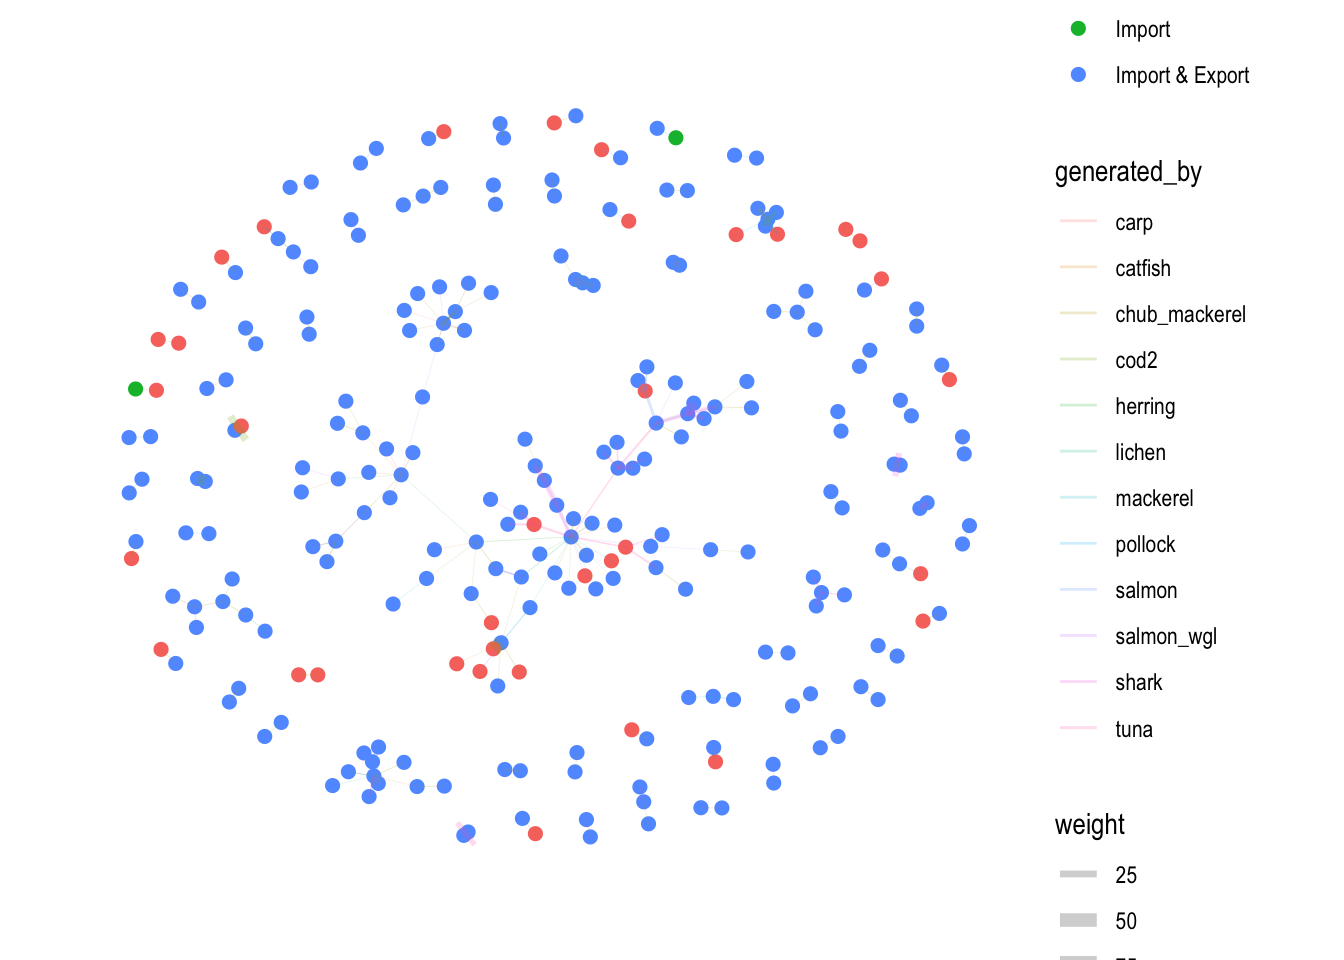 Import
Import & Export
generated_by
carp
catfish
chub_mackerel
cod2
herring
lichen
mackerel
pollock
salmon
salmon_wgl
shark
tuna
weight
25
50